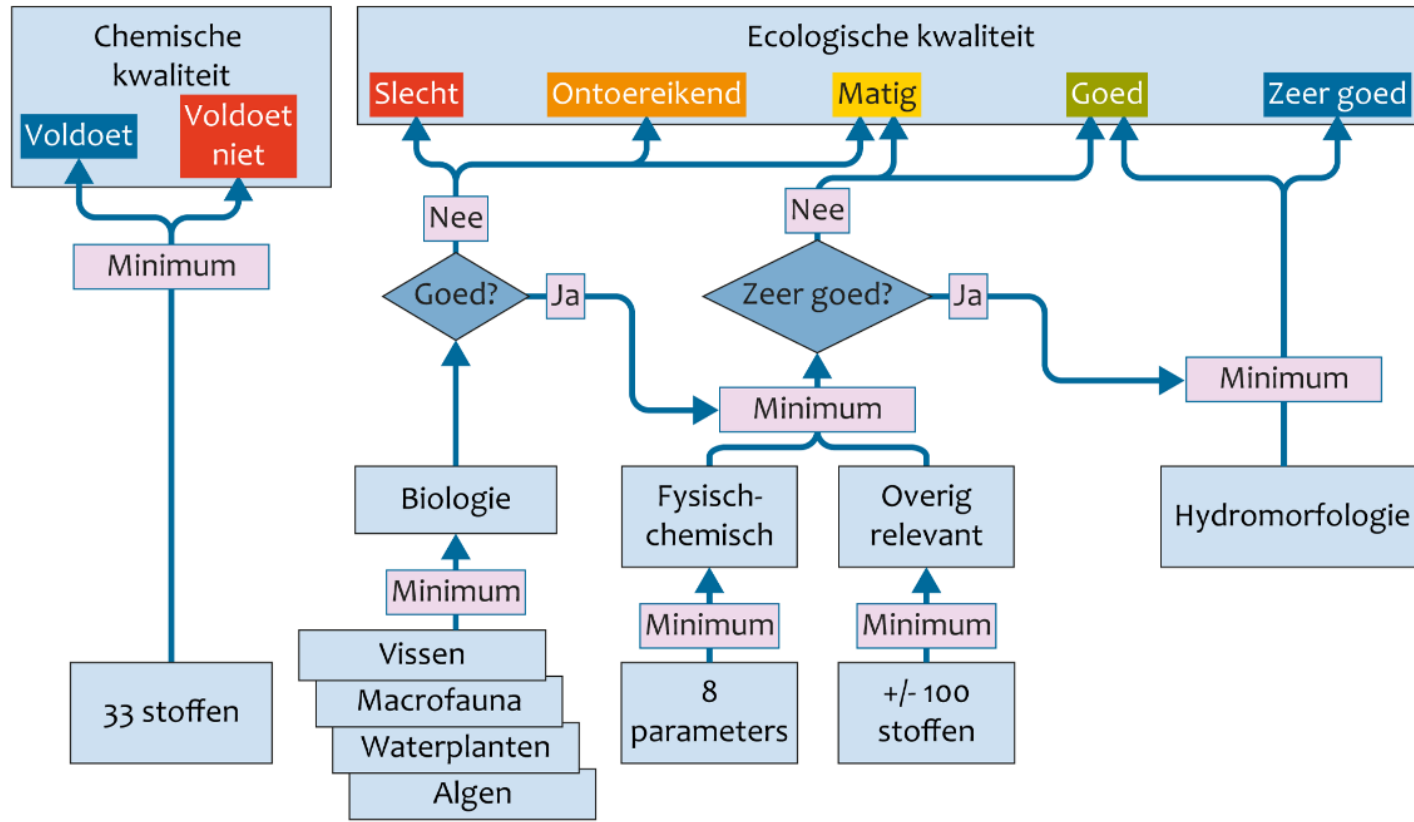 Chemische
kwaliteit
Voldoet
Voldoet
niet
Minimum
33 stoffen
Ecologische kwaliteit
Slecht
Ontoereikend
Matig
Goed
Zeer goed
Nee
Goed?
Ja
Nee
Zeer goed?
Ja
Minimum
Minimum
Biologie
Minimum
Vissen
Macrofauna
Waterplanten
Algen
Fysisch-
chemisch
Minimum
8
parameters
Overig
relevant
Minimum
+/- 100
stoffen
Hydromorfologie